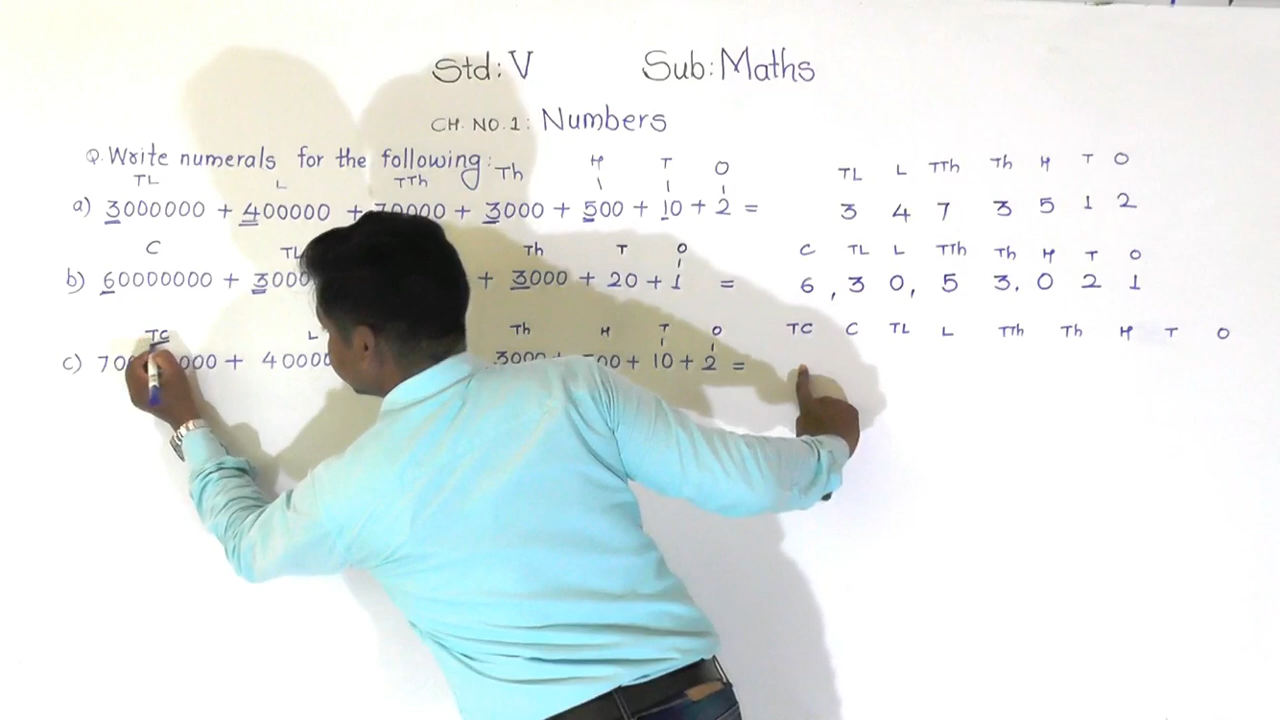 Std: V Sub: Maths
CH. NO. 1: Numbers
Q. Write numerals for the following:
TL L TTh Th H T O TL L TTh Th H T O
a) 3000000 + 400000 + 70000 + 3000 + 500 + 10 + 2 = 3 4 7 3 5 1 2
C TL Th T O C TL L TTh Th H T O
b) 60000000 + + 3000 + 20 + 1 = 6, 3 0, 5 3, 0 2 1
TC L Th H T O TC C TL L TTh Th H T O
c) + + 10 + 2 =